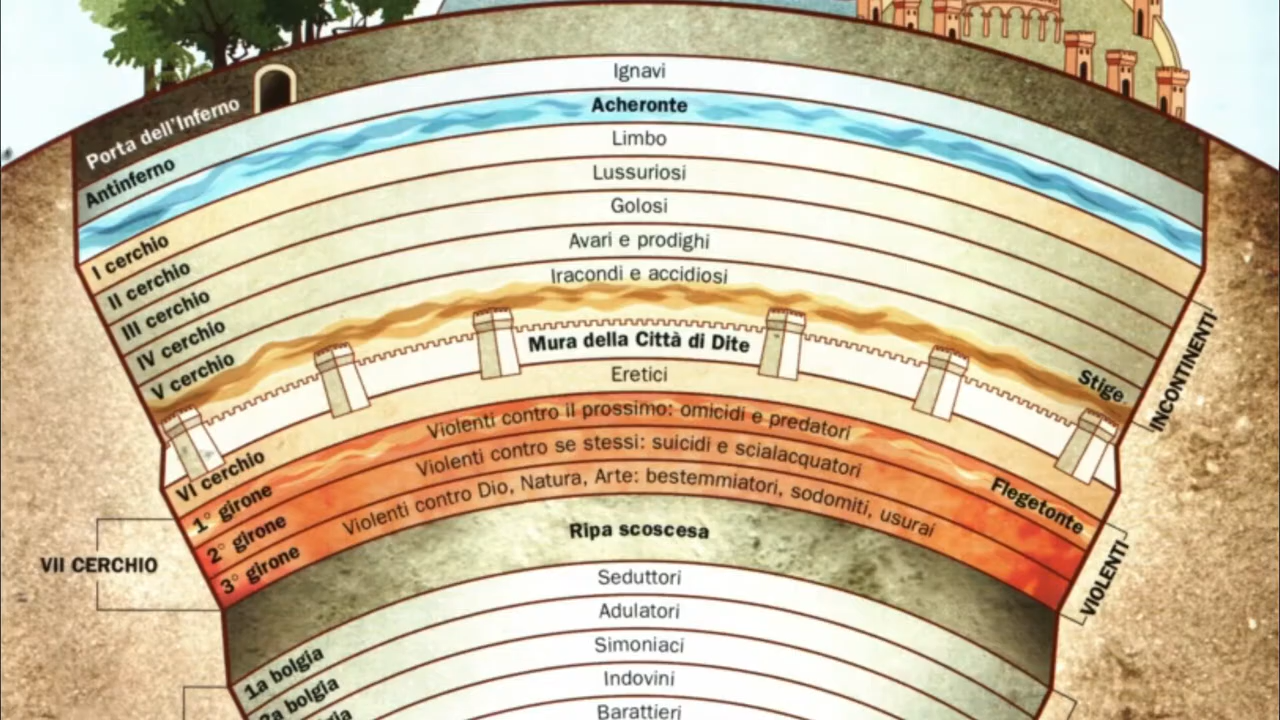 Porta dell'Inferno
Ignavi
Antinferno
Acheronte
Limbo
I cerchio
Lussuriosi
II cerchio
Golosi
III cerchio
Avari e prodighi
IV cerchio
Iracondi e accidiosi
V cerchio
Stige
INCONTINENTI
Mura della Città di Dite
Eretici
VI cerchio
Violenti contro il prossimo: omicidi e predatori
1° girone
Flegetonte
Violenti contro se stessi: suicidi e scialacquatori
2° girone
Violenti contro Dio, Natura, Arte: bestemmiatori, sodomiti, usurai
3° girone
VII CERCHIO
VIOLENTI
Ripa scoscesa
Seduttori
1a bolgia
Adulatori
bolgia
Simoniaci
Indovini
Barattieri